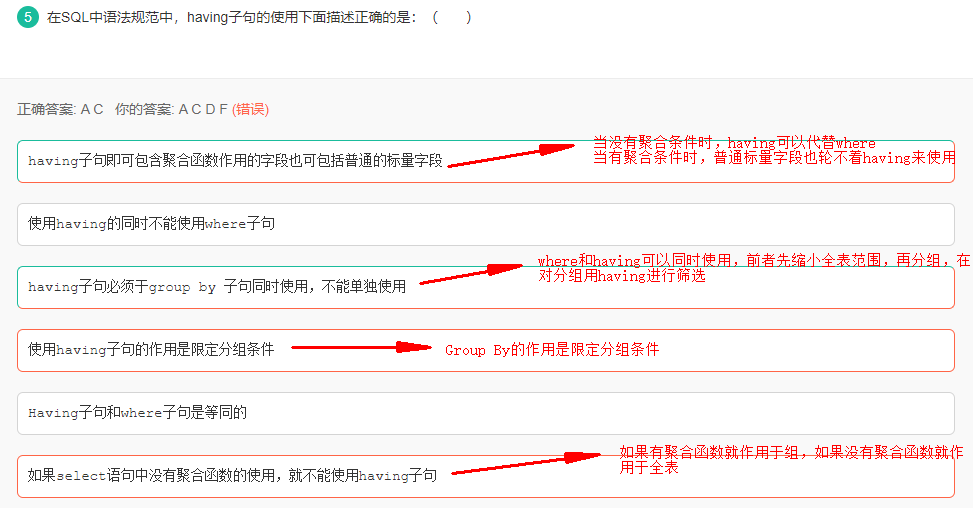 5 在SQL中语法规范中，having子句的使用下面描述正确的是：（ ）
正确答案: A C 你的答案: A C D F (错误)
having子句即可包含聚合函数作用的字段也可包括普通的标量字段
当没有聚合条件时，having可以代替where
当有聚合条件时，普通标量字段也轮不着having来使用
使用having的同时不能使用where子句
having子句必须于group by 子句同时使用，不能单独使用
where和having可以同时使用，前者先缩小全表范围，再分组，在
对分组用having进行筛选
使用having子句的作用是限定分组条件
Group By的作用是限定分组条件
Having子句和where子句是等同的
如果select语句中没有聚合函数的使用，就不能使用having子句
如果有聚合函数就作用于组，如果没有聚合函数就作
用于全表